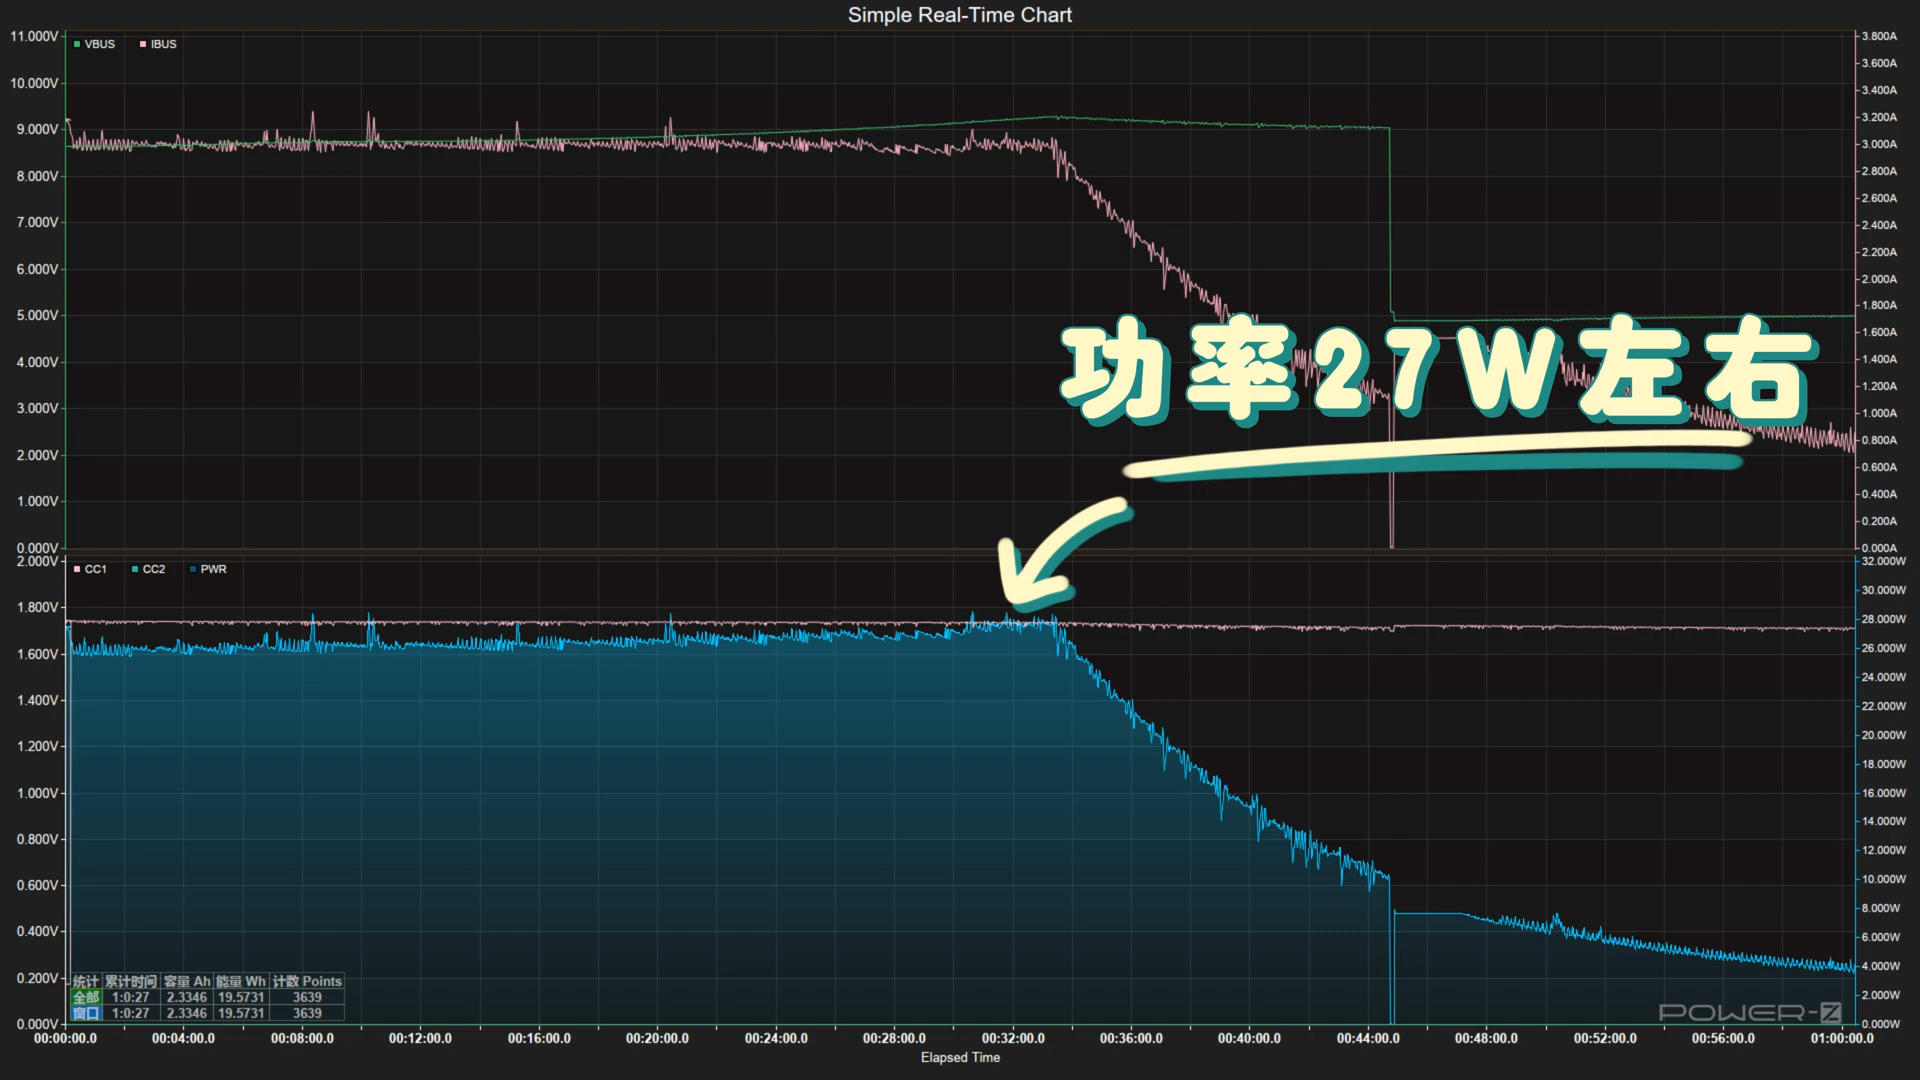 Simple Real-Time Chart
VBUS IBUS
11.000V
10.000V
9.000V
8.000V
7.000V
6.000V
5.000V
4.000V
3.000V
2.000V
1.000V
0.000V
3.800A
3.600A
3.400A
3.200A
3.000A
2.800A
2.600A
2.400A
2.200A
2.000A
1.800A
1.600A
1.400A
1.200A
1.000A
0.800A
0.600A
0.400A
0.200A
0.000A
功率27W左右
CC1 CC2 PWR
2.000V
1.800V
1.600V
1.400V
1.200V
1.000V
0.800V
0.600V
0.400V
0.200V
0.000V
32.000W
30.000W
28.000W
26.000W
24.000W
22.000W
20.000W
18.000W
16.000W
14.000W
12.000W
10.000W
8.000W
6.000W
4.000W
2.000W
0.000W
统计 累计时间 容量 Ah 能量 Wh 计数 Points
全部 1:0:27 2.3346 19.5731 3639
窗口 1:0:27 2.3346 19.5731 3639
POWER-Z
00:00:00.0 00:04:00.0 00:08:00.0 00:12:00.0 00:16:00.0 00:20:00.0 00:24:00.0 00:28:00.0 00:32:00.0 00:36:00.0 00:40:00.0 00:44:00.0 00:48:00.0 00:52:00.0 00:56:00.0 01:00:00.0
Elapsed Time